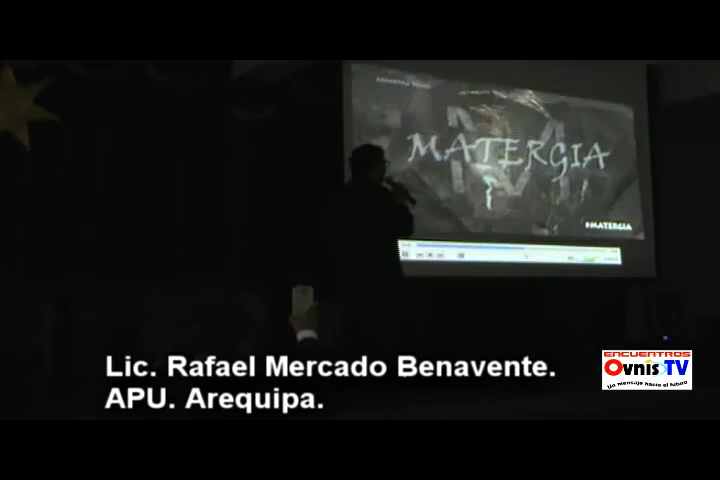 MATERGIA
#MATERGIA
Lic. Rafael Mercado Benavente.
APU. Arequipa.
ENCUENTROS
Ovnis TV
Un mensaje hacia el futuro